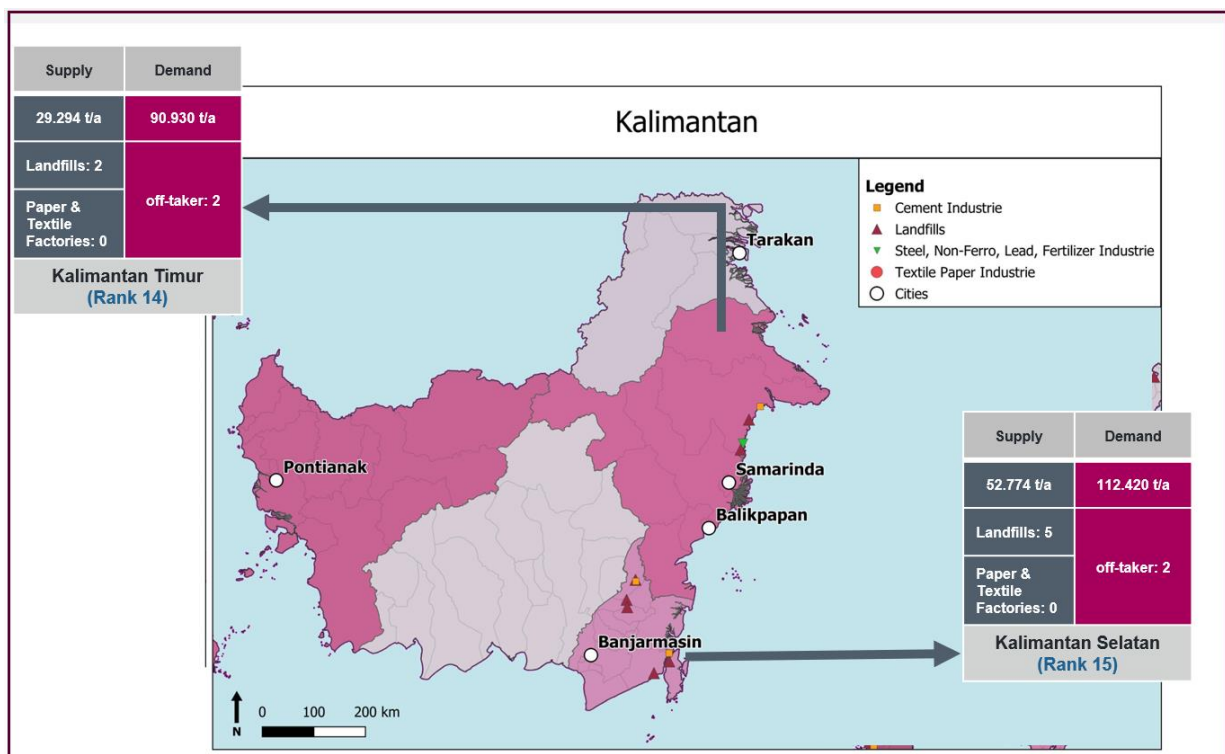 Supply Demand
29.294 t/a 90.930 t/a
Landfills: 2
off-taker: 2
Paper &
Textile
Factories: 0
Kalimantan Timur
(Rank 14)
Kalimantan
Legend
Cement Industrie
Landfills
Steel, Non-Ferro, Lead, Fertilizer Industrie
Textile Paper Industrie
Cities
Tarakan
Pontianak
Samarinda
Balikpapan
Banjarmasin
Supply Demand
52.774 t/a 112.420 t/a
Landfills: 5
off-taker: 2
Paper &
Textile
Factories: 0
Kalimantan Selatan
(Rank 15)
0 100 200 km
N